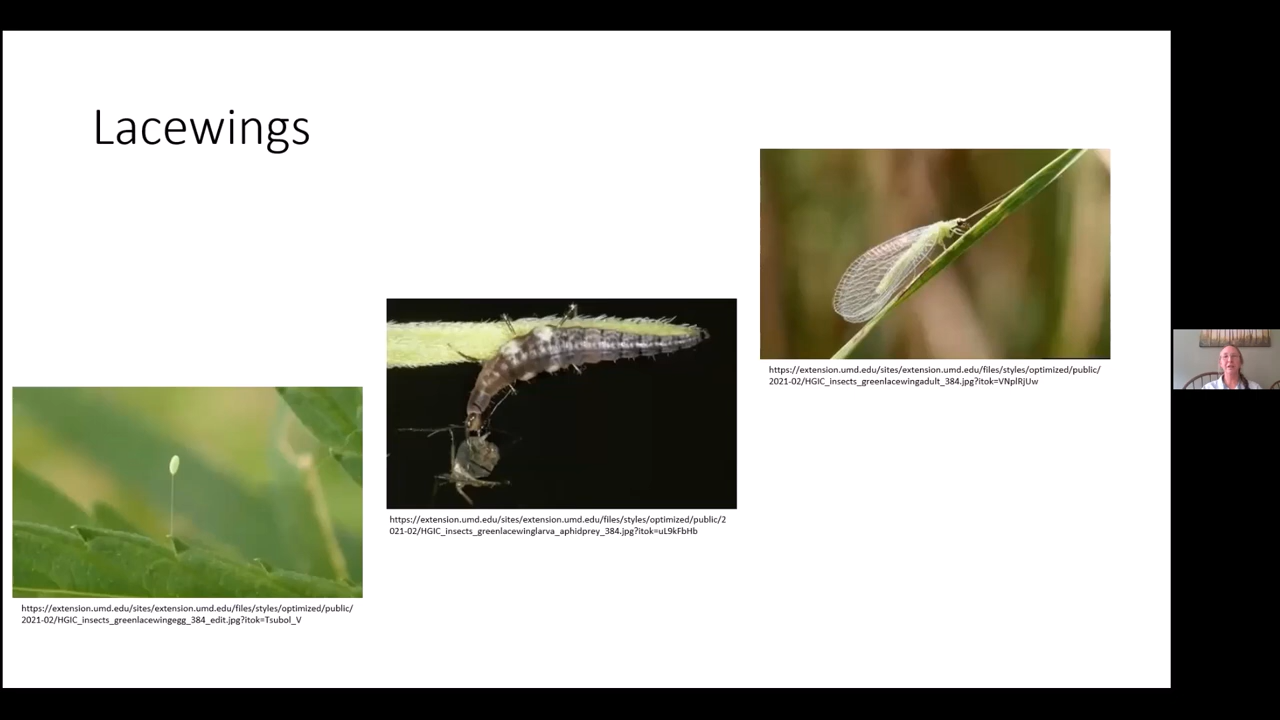 Lacewings
https://extension.umd.edu/sites/extension.umd.edu/files/styles/optimized/public/
2021-02/HGIC_insects_greenlacewingadult_384.jpg?itok=VNplRjUw
https://extension.umd.edu/sites/extension.umd.edu/files/styles/optimized/public/2
021-02/HGIC_insects_greenlacewinglarva_aphidprey_384.jpg?itok=uL9kFbHb
https://extension.umd.edu/sites/extension.umd.edu/files/styles/optimized/public/
2021-02/HGIC_insects_greenlacewingegg_384_edit.jpg?itok=Tsubol_V